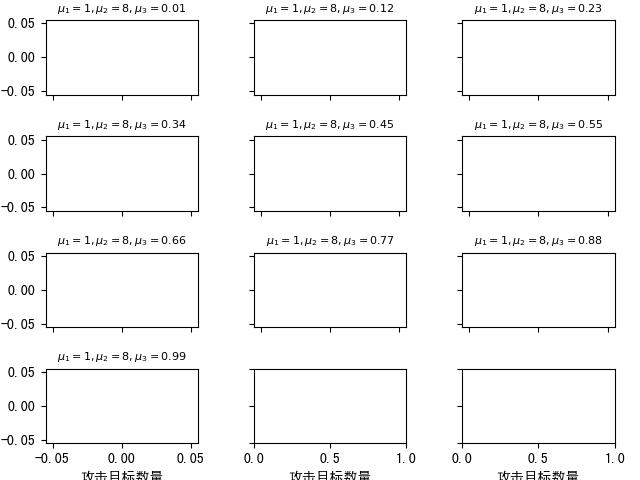 μ₁ = 1, μ₂ = 8, μ₃ = 0.01
μ₁ = 1, μ₂ = 8, μ₃ = 0.12
μ₁ = 1, μ₂ = 8, μ₃ = 0.23
0.05
0.00
−0.05
μ₁ = 1, μ₂ = 8, μ₃ = 0.34
μ₁ = 1, μ₂ = 8, μ₃ = 0.45
μ₁ = 1, μ₂ = 8, μ₃ = 0.55
0.05
0.00
−0.05
μ₁ = 1, μ₂ = 8, μ₃ = 0.66
μ₁ = 1, μ₂ = 8, μ₃ = 0.77
μ₁ = 1, μ₂ = 8, μ₃ = 0.88
0.05
0.00
−0.05
μ₁ = 1, μ₂ = 8, μ₃ = 0.99
0.05
0.00
−0.05
−0.05 0.00 0.05
0.0 0.5 1.0
0.0 0.5 1.0
攻击目标数量
攻击目标数量
攻击目标数量